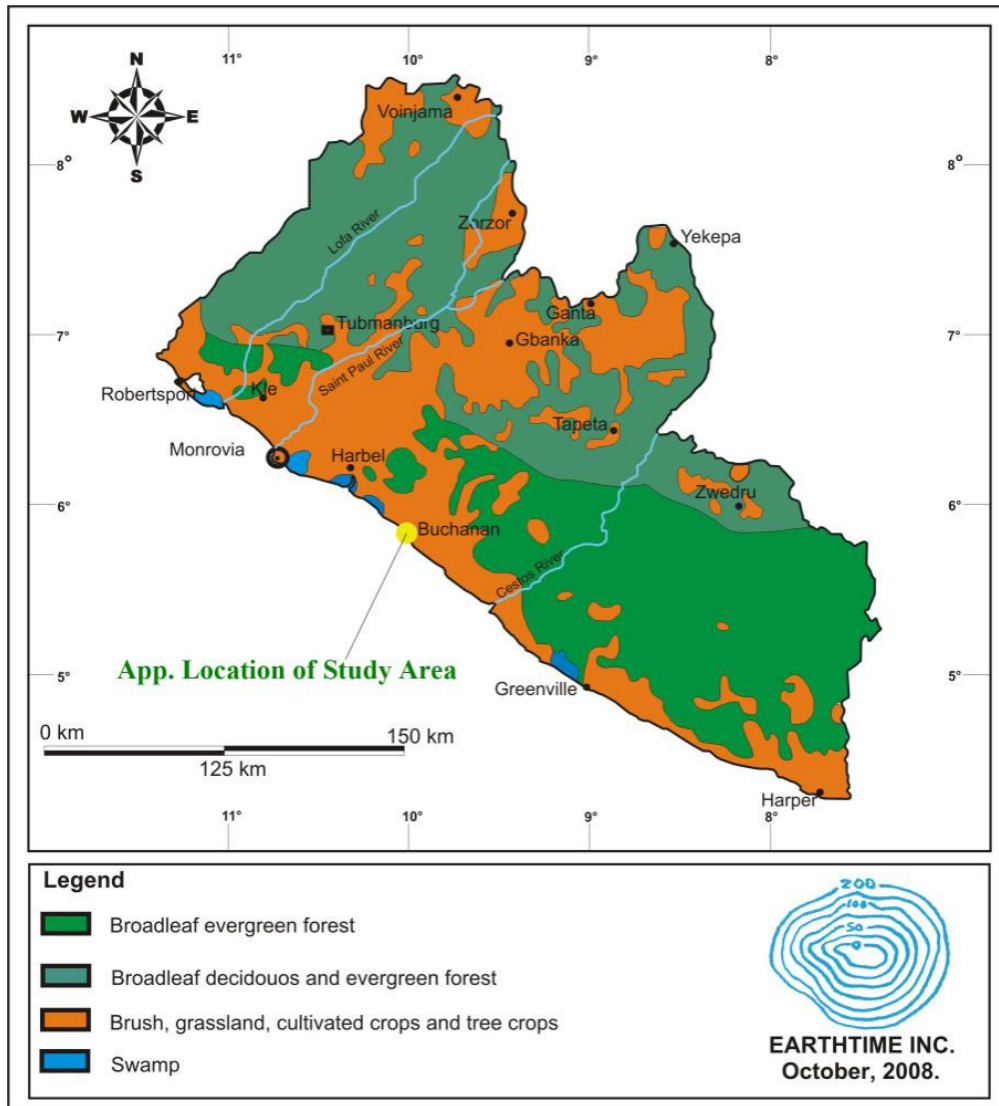 N
W E
S
11° 10° 9° 8°
8° 8°
7° 7°
6° 6°
5° 5°
Voinjama
Lofa River
Zorzor
Yekepa
Ganta
Tubmanburg
Gbanka
Saint Paul River
Robertsport
Kle
Tapeta
Monrovia
Harbel
Zwedru
Buchanan
Cestos River
App. Location of Study Area
Greenville
0 km 150 km
125 km
Harper
11° 10° 9° 8°
Legend
Broadleaf evergreen forest
Broadleaf decidouos and evergreen forest
Brush, grassland, cultivated crops and tree crops
Swamp
200
100
50
0
EARTHTIME INC.
October, 2008.